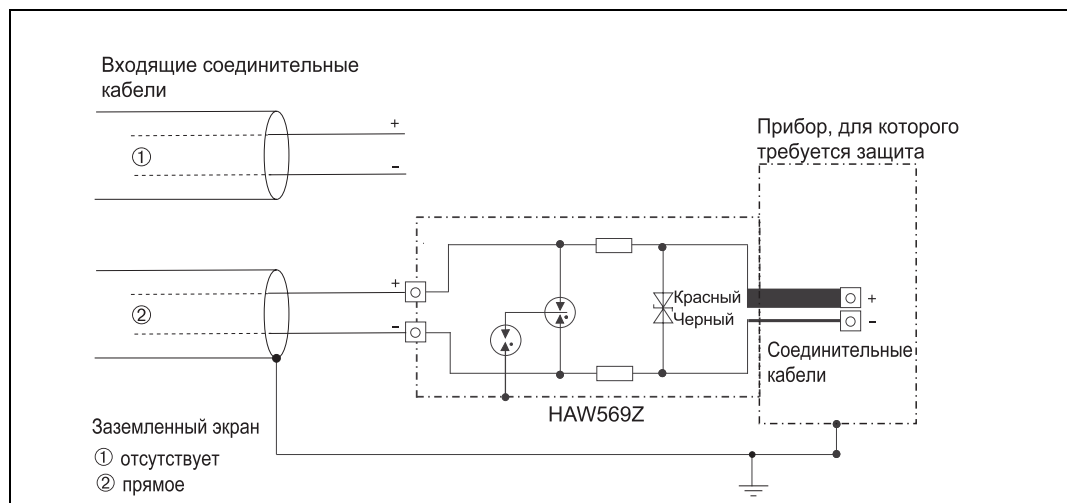 Входящие соединительные
кабели
+
①
-
Прибор, для которого
требуется защита
+
②
-
Красный
Черный
+
-
Соединительные
кабели
HAW569Z
Заземленный экран
① отсутствует
② прямое